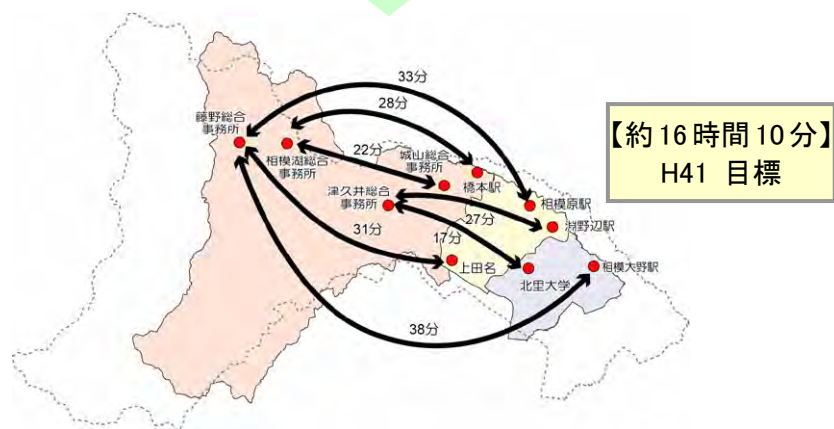 33分
28分
藤野総合
事務所
【約16時間10分】
H41 目標
22分
城山総合
事務所
相模湖総合
事務所
橋本駅
津久井総合
事務所
相模原駅
27分
淵野辺駅
31分
17分
上田名
相模大野駅
北里大学
38分